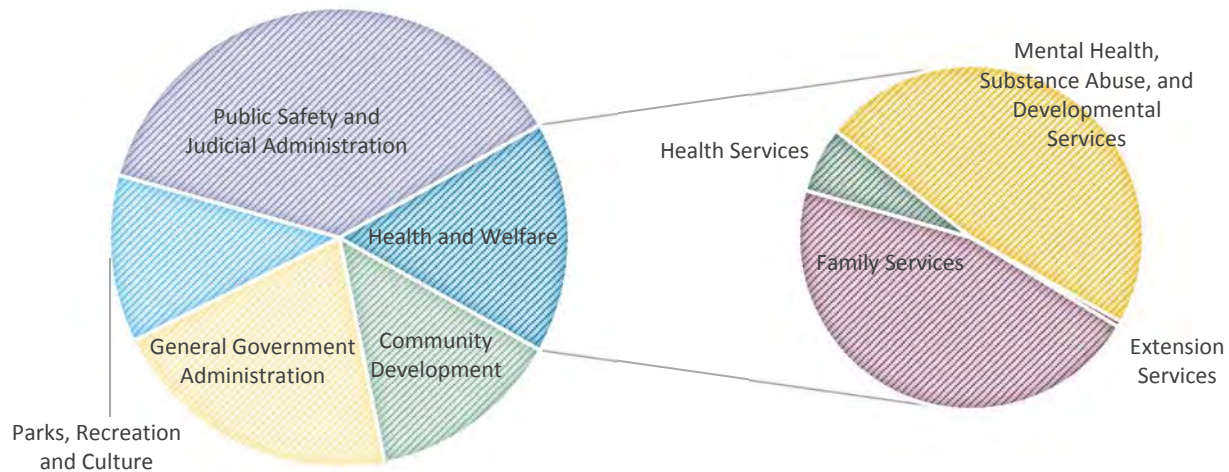 Public Safety and
Judicial Administration
Health and Welfare
Community
Development
General Government
Administration
Parks, Recreation
and Culture
Mental Health,
Substance Abuse, and
Developmental
Services
Health Services
Family Services
Extension
Services